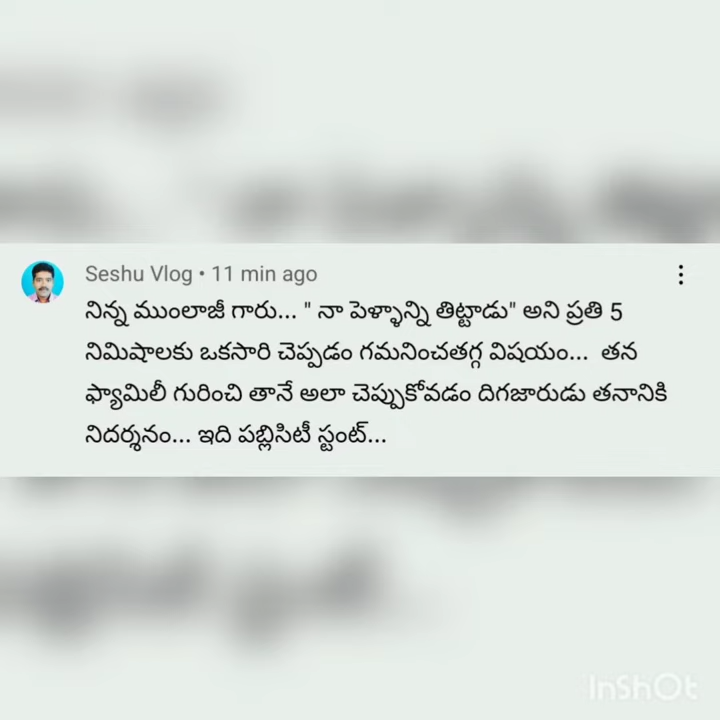 Seshu Vlog • 11 min ago
నిన్న ముంలాజీ గారు... " నా పెళ్ళాన్ని తిట్టాడు" అని ప్రతి 5
నిమిషాలకు ఒకసారి చెప్పడం గమనించతగ్గ విషయం... తన
ఫ్యామిలీ గురించి తానే అలా చెప్పుకోవడం దిగజారుడు తనానికి
నిదర్శనం... ఇది పబ్లిసిటీ స్టంట్...
InShOt